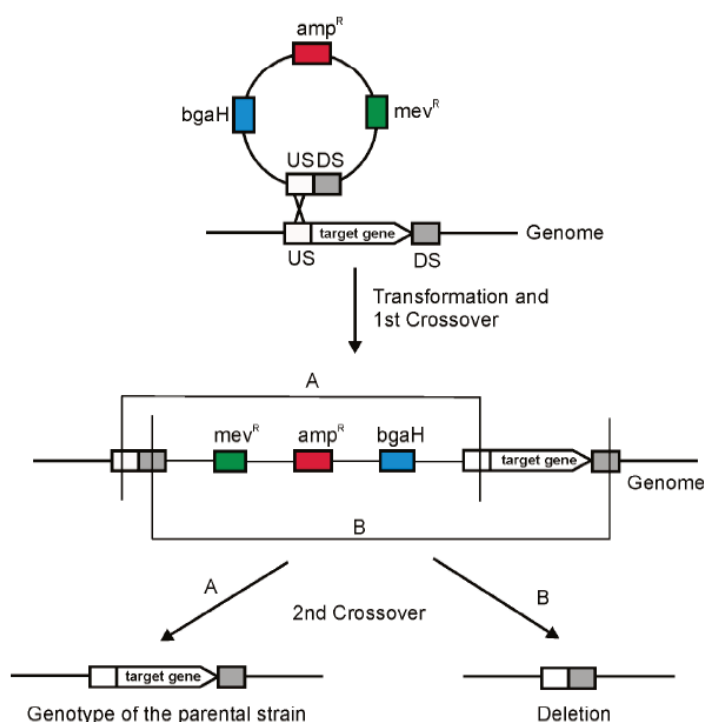 amp^R
bgaH
mev^R
US DS
target gene
Genome
US
DS
Transformation and
1st Crossover
A
mev^R
amp^R
bgaH
target gene
Genome
B
A
B
2nd Crossover
target gene
Genotype of the parental strain
Deletion